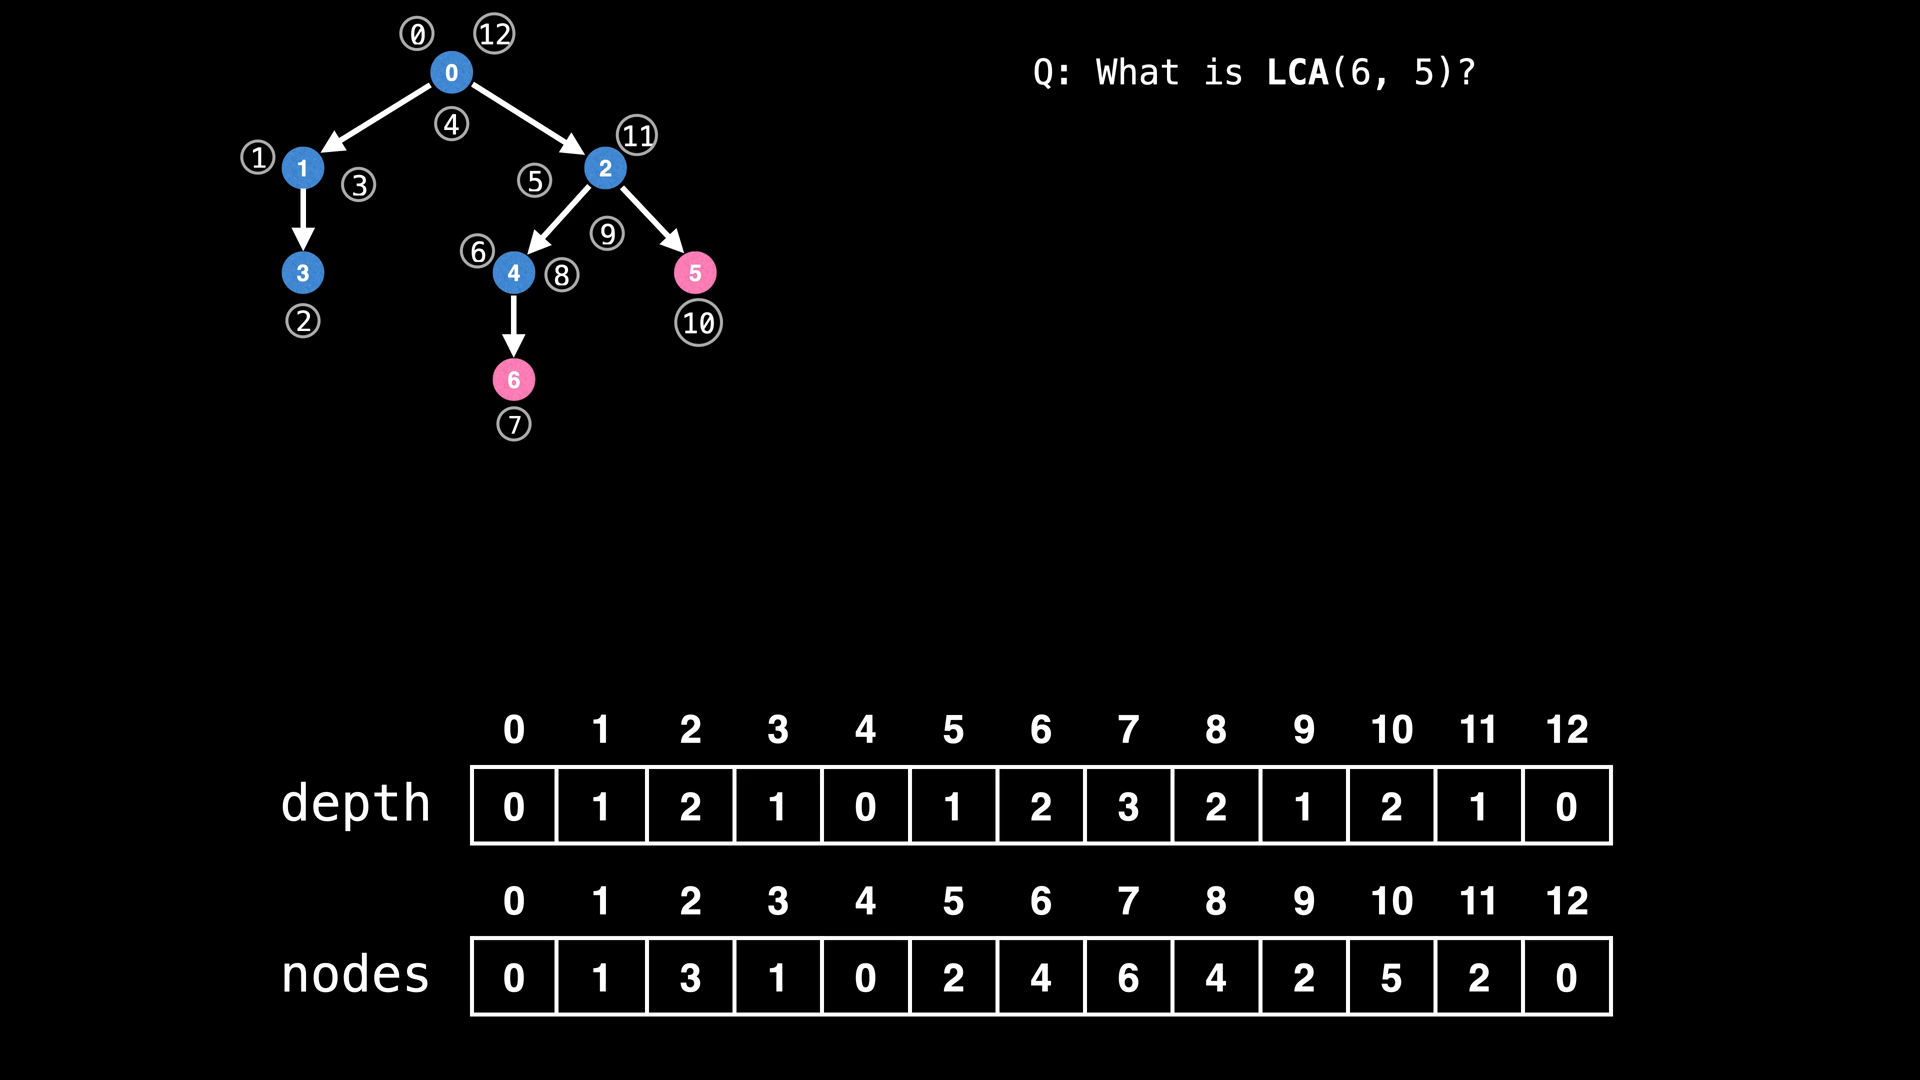 0 12
0
Q: What is LCA(6, 5)?
4
1 1 3
5 2 11
3
2
6 4 8
9
5
10
6
7
0 1 2 3 4 5 6 7 8 9 10 11 12
depth 0 1 2 1 0 1 2 3 2 1 2 1 0
0 1 2 3 4 5 6 7 8 9 10 11 12
nodes 0 1 3 1 0 2 4 6 4 2 5 2 0